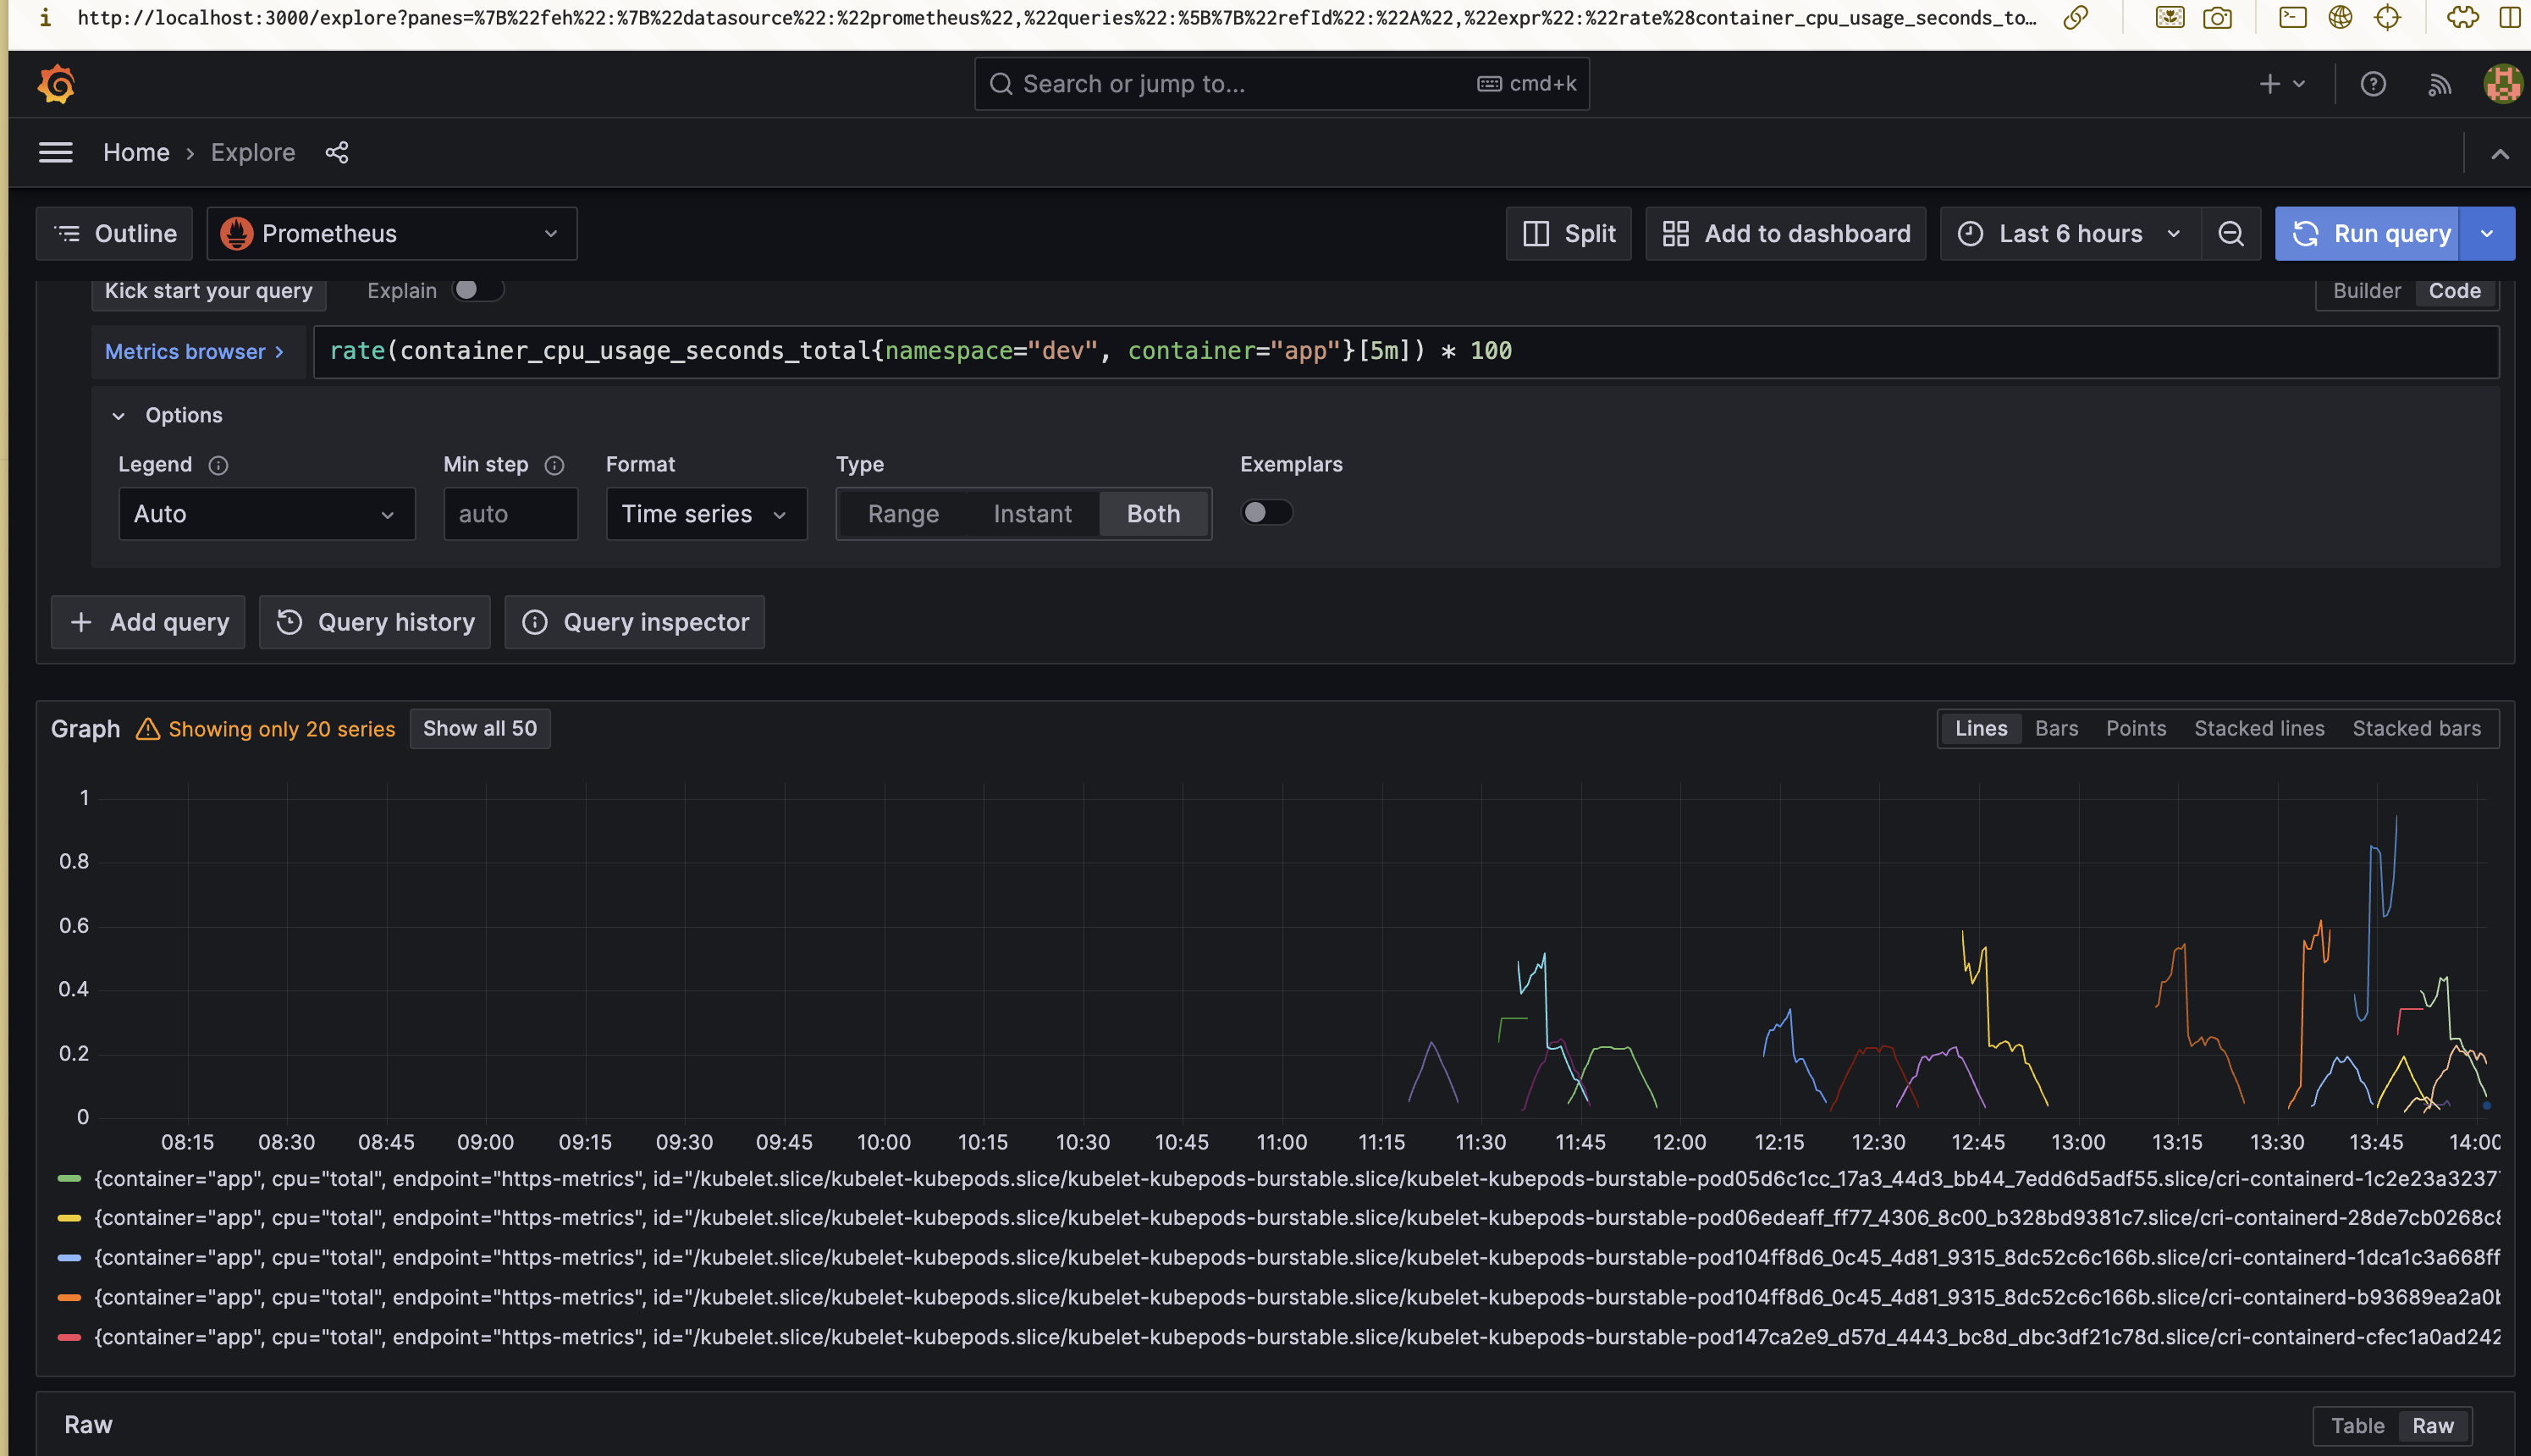 http://localhost:3000/explore?panes=%7B%22feh%22:%7B%22datasource%22:%22prometheus%22,%22queries%22:%5B%7B%22refId%22:%22A%22,%22expr%22:%22rate%28container_cpu_usage_seconds_to…
Search or jump to... cmd+k
Home › Explore
Outline Prometheus Split Add to dashboard Last 6 hours Run query
Kick start your query Explain Builder Code
Metrics browser > rate(container_cpu_usage_seconds_total{namespace="dev", container="app"}[5m]) * 100
Options
Legend Min step Format Type Exemplars
Auto auto Time series Range Instant Both
+ Add query Query history Query inspector
Graph Showing only 20 series Show all 50 Lines Bars Points Stacked lines Stacked bars
1
0.8
0.6
0.4
0.2
0
08:15 08:30 08:45 09:00 09:15 09:30 09:45 10:00 10:15 10:30 10:45 11:00 11:15 11:30 11:45 12:00 12:15 12:30 12:45 13:00 13:15 13:30 13:45 14:00
{container="app", cpu="total", endpoint="https-metrics", id="/kubelet.slice/kubelet-kubepods.slice/kubelet-kubepods-burstable.slice/kubelet-kubepods-burstable-pod05d6c1cc_17a3_44d3_bb44_7edd6d5adf55.slice/cri-containerd-1c2e23a3237
{container="app", cpu="total", endpoint="https-metrics", id="/kubelet.slice/kubelet-kubepods.slice/kubelet-kubepods-burstable.slice/kubelet-kubepods-burstable-pod06edeaff_ff77_4306_8c00_b328bd9381c7.slice/cri-containerd-28de7cb0268c8
{container="app", cpu="total", endpoint="https-metrics", id="/kubelet.slice/kubelet-kubepods.slice/kubelet-kubepods-burstable.slice/kubelet-kubepods-burstable-pod104ff8d6_0c45_4d81_9315_8dc52c6c166b.slice/cri-containerd-1dca1c3a668ff
{container="app", cpu="total", endpoint="https-metrics", id="/kubelet.slice/kubelet-kubepods.slice/kubelet-kubepods-burstable.slice/kubelet-kubepods-burstable-pod104ff8d6_0c45_4d81_9315_8dc52c6c166b.slice/cri-containerd-b93689ea2a0b
{container="app", cpu="total", endpoint="https-metrics", id="/kubelet.slice/kubelet-kubepods.slice/kubelet-kubepods-burstable.slice/kubelet-kubepods-burstable-pod147ca2e9_d57d_4443_bc8d_dbc3df21c78d.slice/cri-containerd-cfec1a0ad242
Raw Table Raw